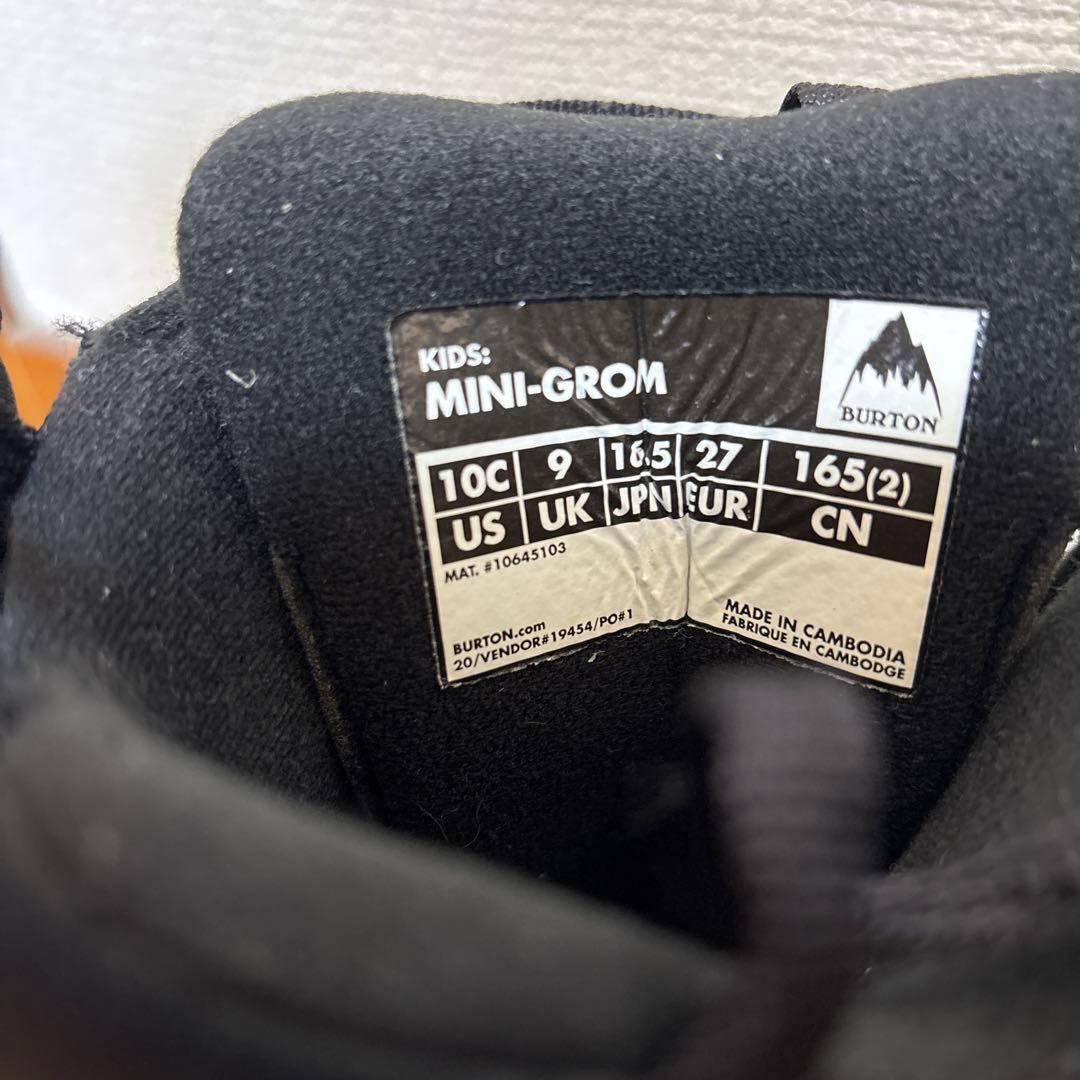 KIDS:
MINI-GROM
BURTON
10C 9 16.5 27 165(2)
US UK JPN EUR CN
MAT. #10645103
BURTON.com
20/VENDOR#19454/PO#1
MADE IN CAMBODIA
FABRIQUE EN CAMBODGE